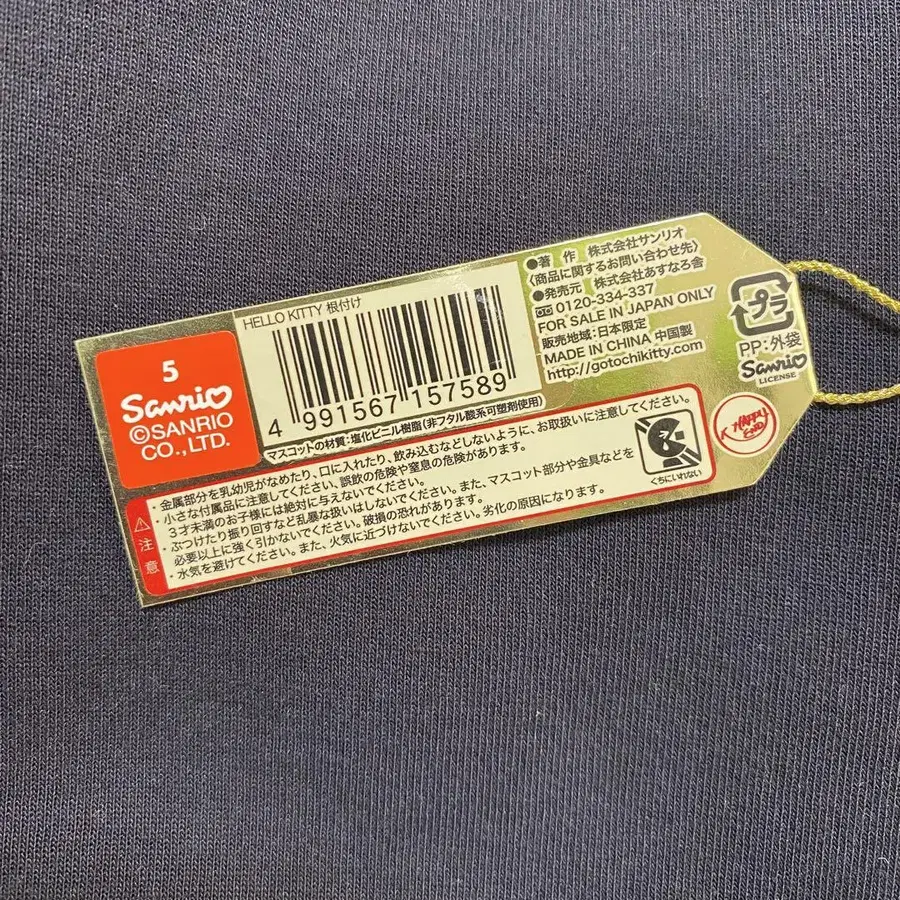 5
Sanrio
©SANRIO
CO.,LTD.
HELLO KITTY 根付け
4 991567 157589
マスコットの材質:塩化ビニル樹脂(非フタル酸系可塑剤使用)
●著 作 株式会社サンリオ
〈商品に関するお問い合わせ先〉
●発売元 株式会社あすなろ舎
0120-334-337
FOR SALE IN JAPAN ONLY
販売地域:日本限定
MADE IN CHINA 中国製
http://gotochikitty.com
プラ
PP:外袋
Sanrio
LICENSE
HAPPY
END
注意
・金属部分を乳幼児がなめたり、口に入れたり、飲み込むなどしないように、お取扱いに注意してください。
・小さな付属品に注意してください。誤飲の危険や窒息の危険があります。
3才未満のお子様には絶対に与えないでください。
・ぶつけたり振り回すなど乱暴な扱いはしないでください。また、マスコット部分や金具などを
必要以上に強く引かないでください。破損の恐れがあります。
・水気を避けてください。また、火気に近づけないでください。劣化の原因になります。
くちにいれない